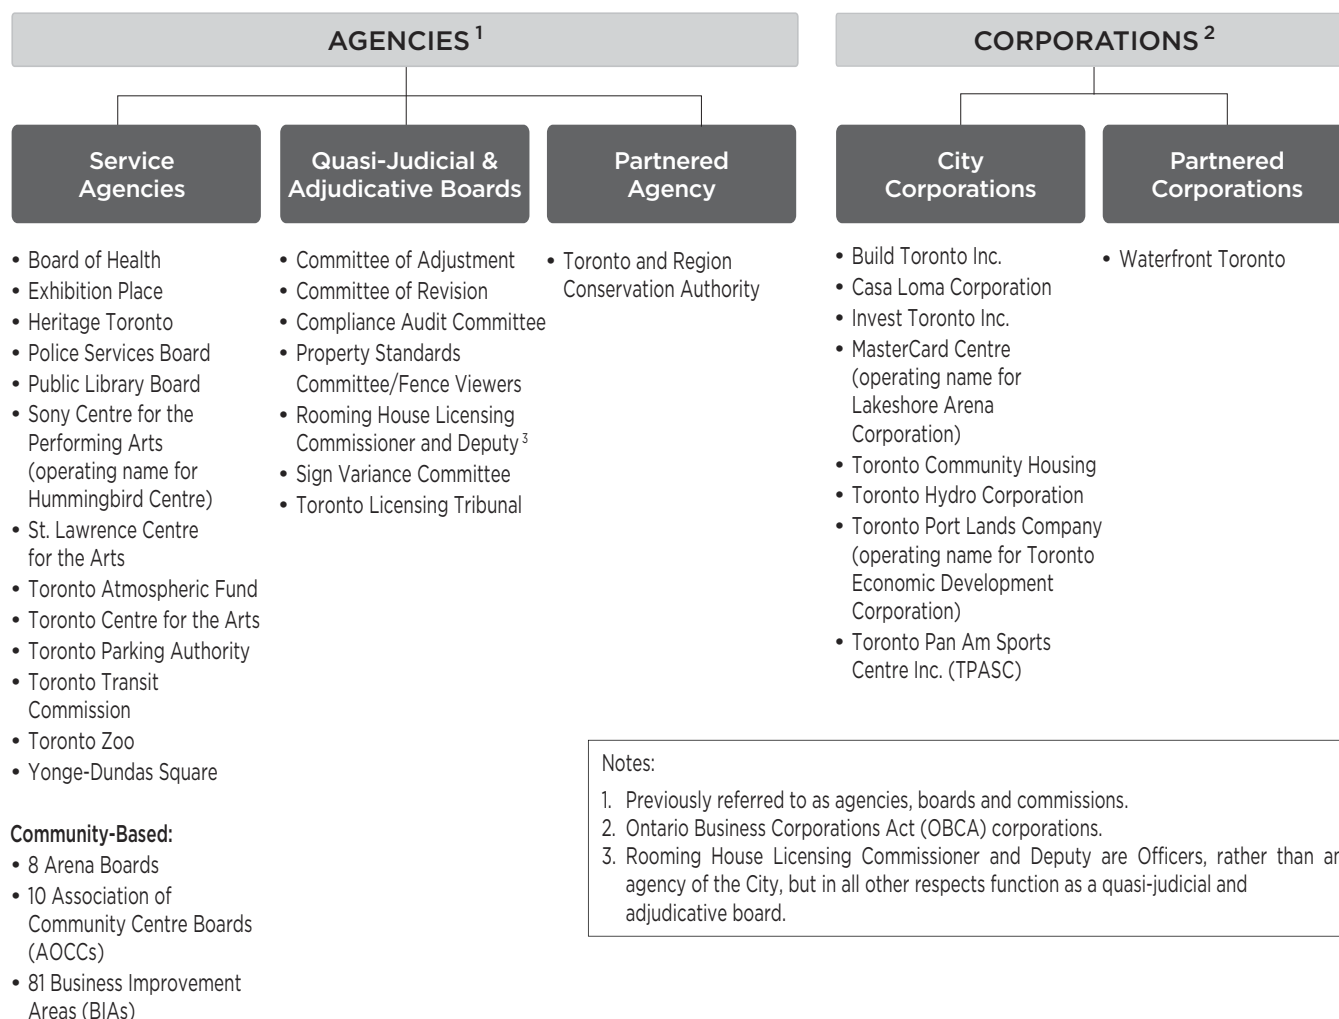 AGENCIES 1
Service
Agencies
• Board of Health
• Exhibition Place
• Heritage Toronto
• Police Services Board
• Public Library Board
• Sony Centre for the
Performing Arts
(operating name for
Hummingbird Centre)
• St. Lawrence Centre
for the Arts
• Toronto Atmospheric Fund
• Toronto Centre for the Arts
• Toronto Parking Authority
• Toronto Transit
Commission
• Toronto Zoo
• Yonge-Dundas Square
Community-Based:
• 8 Arena Boards
• 10 Association of
Community Centre Boards
(AOCCs)
• 81 Business Improvement
Areas (BIAs)
Quasi-Judicial &
Adjudicative Boards
• Committee of Adjustment
• Committee of Revision
• Compliance Audit Committee
• Property Standards
Committee/Fence Viewers
• Rooming House Licensing
Commissioner and Deputy 3
• Sign Variance Committee
• Toronto Licensing Tribunal
Partnered
Agency
• Toronto and Region
Conservation Authority
CORPORATIONS 2
City
Corporations
• Build Toronto Inc.
• Casa Loma Corporation
• Invest Toronto Inc.
• MasterCard Centre
(operating name for
Lakeshore Arena
Corporation)
• Toronto Community Housing
• Toronto Hydro Corporation
• Toronto Port Lands Company
(operating name for Toronto
Economic Development
Corporation)
• Toronto Pan Am Sports
Centre Inc. (TPASC)
Partnered
Corporations
• Waterfront Toronto
Notes:
1. Previously referred to as agencies, boards and commissions.
2. Ontario Business Corporations Act (OBCA) corporations.
3. Rooming House Licensing Commissioner and Deputy are Officers, rather than
agency of the City, but in all other respects function as a quasi-judicial and
adjudicative board.